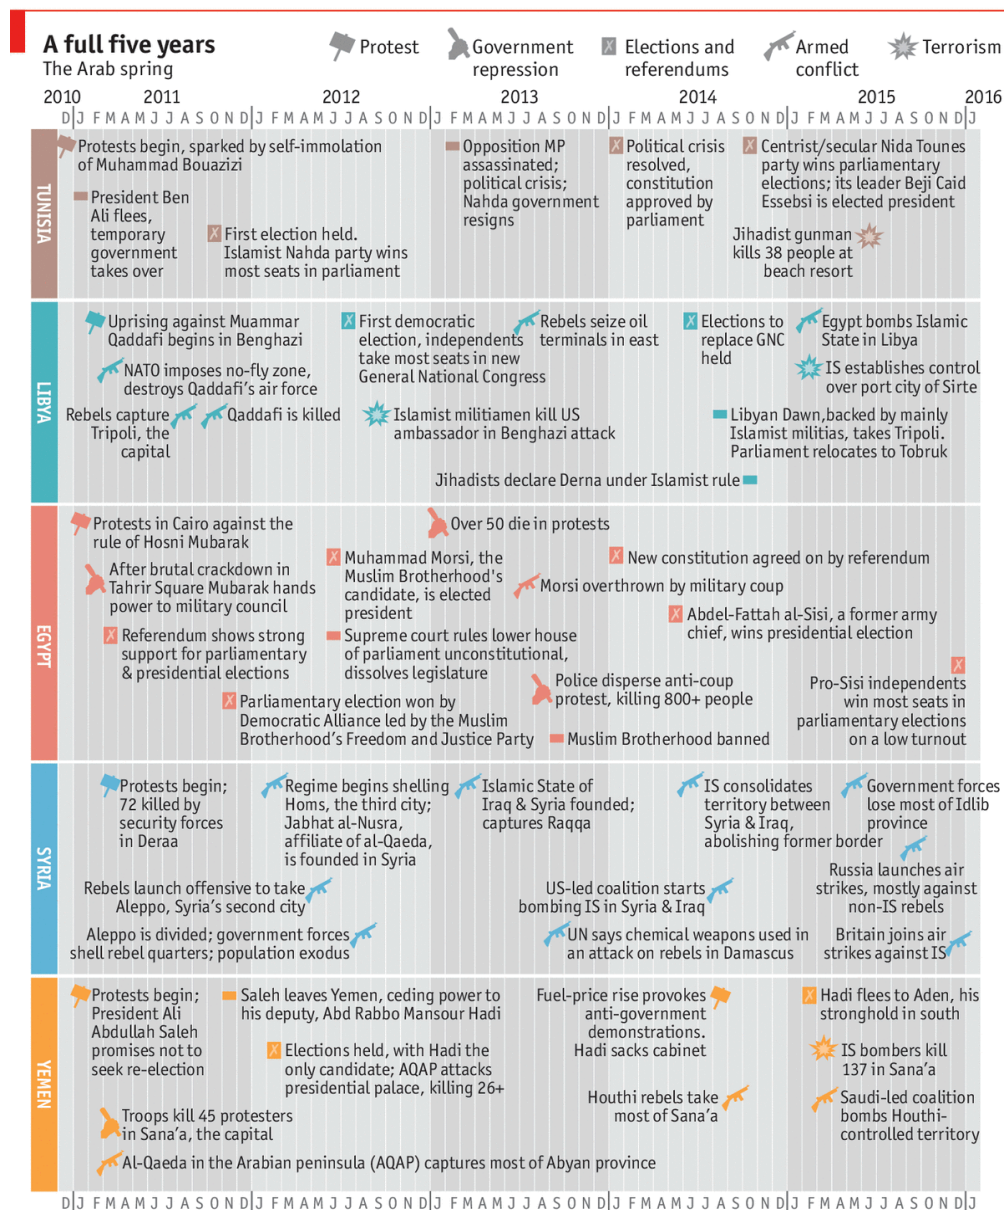 A full five years
The Arab spring
Protest
Government
repression
Elections and
referendums
Armed
conflict
Terrorism
2010 2011 2012 2013 2014 2015 2016
D J F M A M J J A S O N D J F M A M J J A S O N D J F M A M J J A S O N D J F M A M J J A S O N D J F M A M J J A S O N D J
TUNISIA
Protests begin, sparked by self-immolation
of Muhammad Bouazizi
President Ben
Ali flees,
temporary
government
takes over
First election held.
Islamist Nahda party wins
most seats in parliament
Opposition MP
assassinated;
political crisis;
Nahda government
resigns
Political crisis
resolved,
constitution
approved by
parliament
Centrist/secular Nida Tounes
party wins parliamentary
elections; its leader Beji Caid
Essebsi is elected president
Jihadist gunman
kills 38 people at
beach resort
LIBYA
Uprising against Muammar
Qaddafi begins in Benghazi
NATO imposes no-fly zone,
destroys Qaddafi's air force
Rebels capture
Tripoli, the
capital
Qaddafi is killed
First democratic
election, independents
take most seats in new
General National Congress
Islamist militiamen kill US
ambassador in Benghazi attack
Rebels seize oil
terminals in east
Elections to
replace GNC
held
Egypt bombs Islamic
State in Libya
IS establishes control
over port city of Sirte
Libyan Dawn,backed by mainly
Islamist militias, takes Tripoli.
Parliament relocates to Tobruk
Jihadists declare Derna under Islamist rule
EGYPT
Protests in Cairo against the
rule of Hosni Mubarak
After brutal crackdown in
Tahrir Square Mubarak hands
power to military council
Referendum shows strong
support for parliamentary
& presidential elections
Parliamentary election won by
Democratic Alliance led by the Muslim
Brotherhood's Freedom and Justice Party
Over 50 die in protests
Muhammad Morsi, the
Muslim Brotherhood's
candidate, is elected
president
Supreme court rules lower house
of parliament unconstitutional,
dissolves legislature
Morsi overthrown by military coup
Police disperse anti-coup
protest, killing 800+ people
Muslim Brotherhood banned
New constitution agreed on by referendum
Abdel-Fattah al-Sisi, a former army
chief, wins presidential election
Pro-Sisi independents
win most seats in
parliamentary elections
on a low turnout
SYRIA
Protests begin;
72 killed by
security forces
in Deraa
Regime begins shelling
Homs, the third city;
Jabhat al-Nusra,
affiliate of al-Qaeda,
is founded in Syria
Rebels launch offensive to take
Aleppo, Syria's second city
Aleppo is divided; government forces
shell rebel quarters; population exodus
Islamic State of
Iraq & Syria founded;
captures Raqqa
IS consolidates
territory between
Syria & Iraq,
abolishing former border
US-led coalition starts
bombing IS in Syria & Iraq
UN says chemical weapons used in
an attack on rebels in Damascus
Government forces
lose most of Idlib
province
Russia launches air
strikes, mostly against
non-IS rebels
Britain joins air
strikes against IS
YEMEN
Protests begin;
President Ali
Abdullah Saleh
promises not to
seek re-election
Troops kill 45 protesters
in Sana'a, the capital
Al-Qaeda in the Arabian peninsula (AQAP) captures most of Abyan province
Saleh leaves Yemen, ceding power to
his deputy, Abd Rabbo Mansour Hadi
Elections held, with Hadi the
only candidate; AQAP attacks
presidential palace, killing 26+
Fuel-price rise provokes
anti-government
demonstrations.
Hadi sacks cabinet
Houthi rebels take
most of Sana'a
Hadi flees to Aden, his
stronghold in south
IS bombers kill
137 in Sana'a
Saudi-led coalition
bombs Houthi-
controlled territory
D J F M A M J J A S O N D J F M A M J J A S O N D J F M A M J J A S O N D J F M A M J J A S O N D J F M A M J J A S O N D J